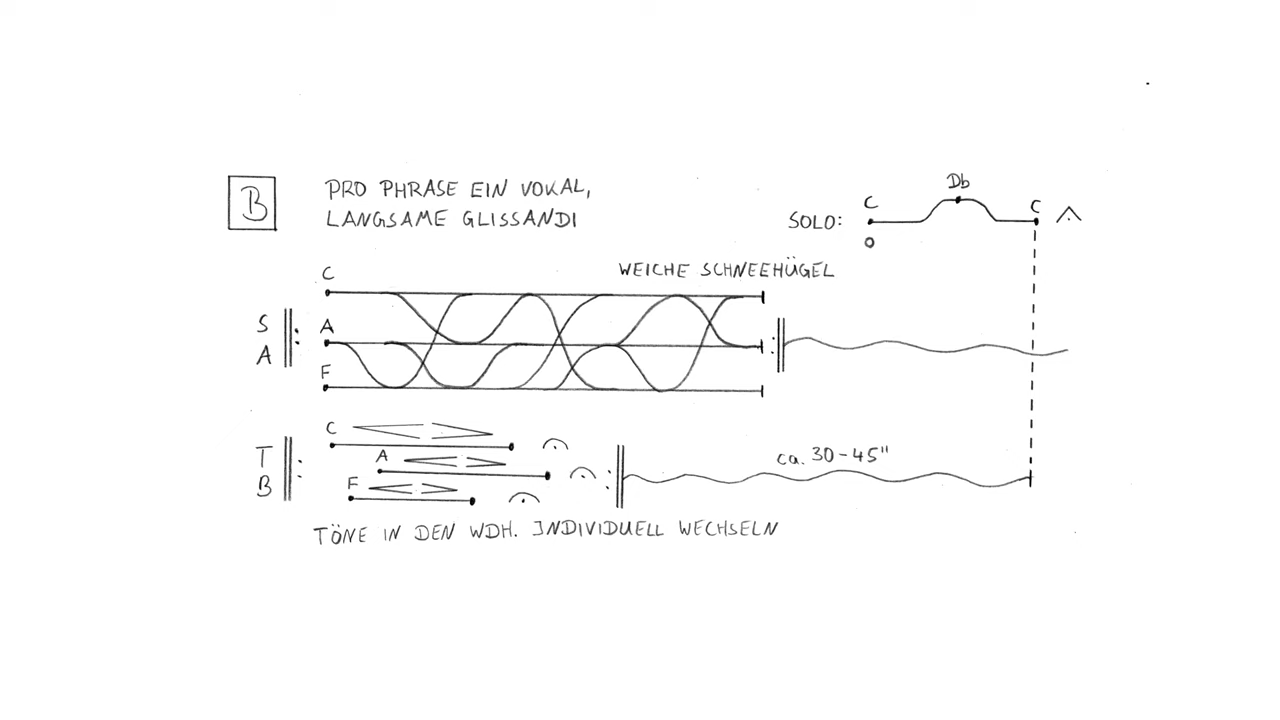 B
PRO PHRASE EIN VOKAL,
LANGSAME GLISSANDI
SOLO:
C
Db
C
O
WEICHE SCHNEEHÜGEL
S
A
C
A
F
T
B
C
A
F
ca. 30-45"
TÖNE IN DEN WDH. INDIVIDUELL WECHSELN